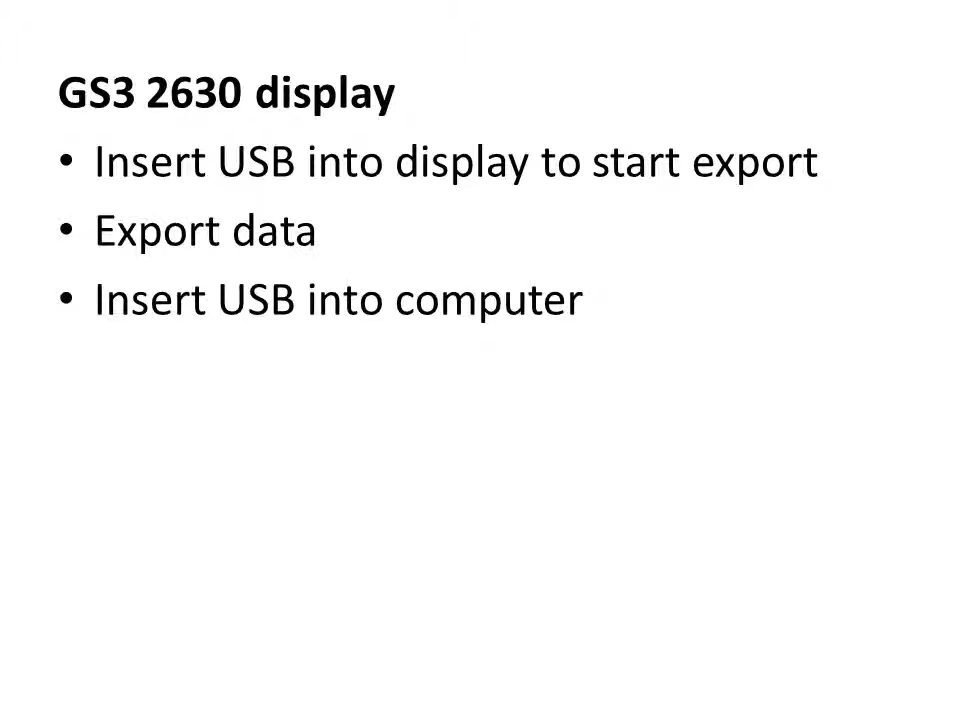 GS3 2630 display
• Insert USB into display to start export
• Export data
• Insert USB into computer